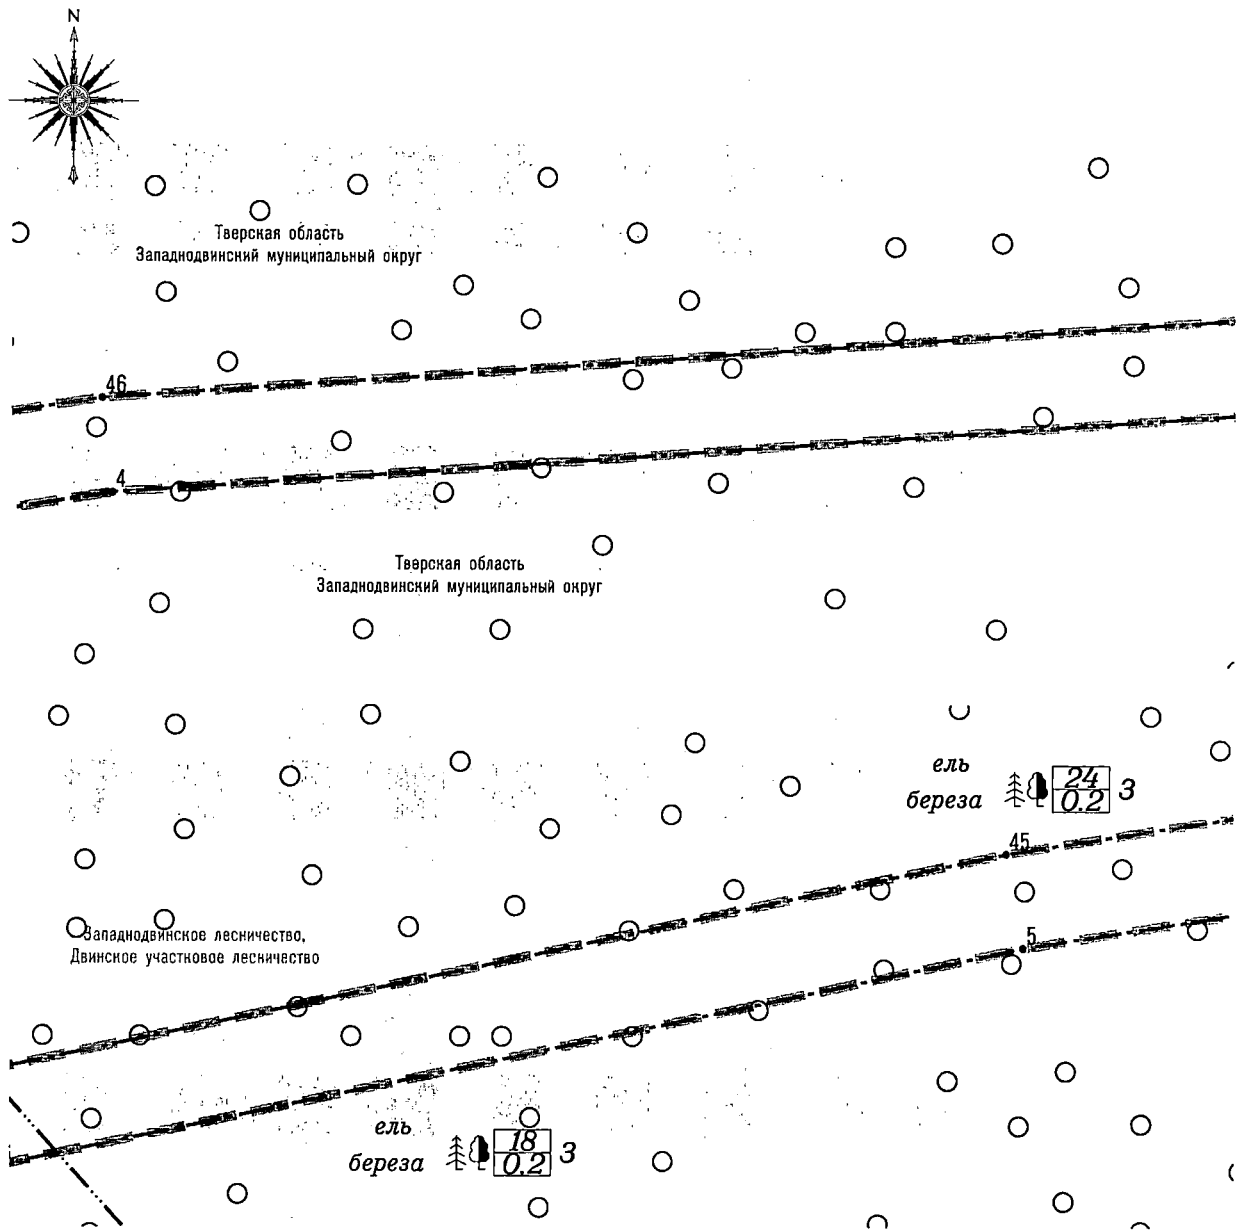 N
Тверская область
Западнодвинский муниципальный округ
46
4
Тверская область
Западнодвинский муниципальный округ
ель
береза
24
0.2
3
45
5
Западнодвинское лесничество,
Двинское участковое лесничество
ель
береза
18
0.2
3